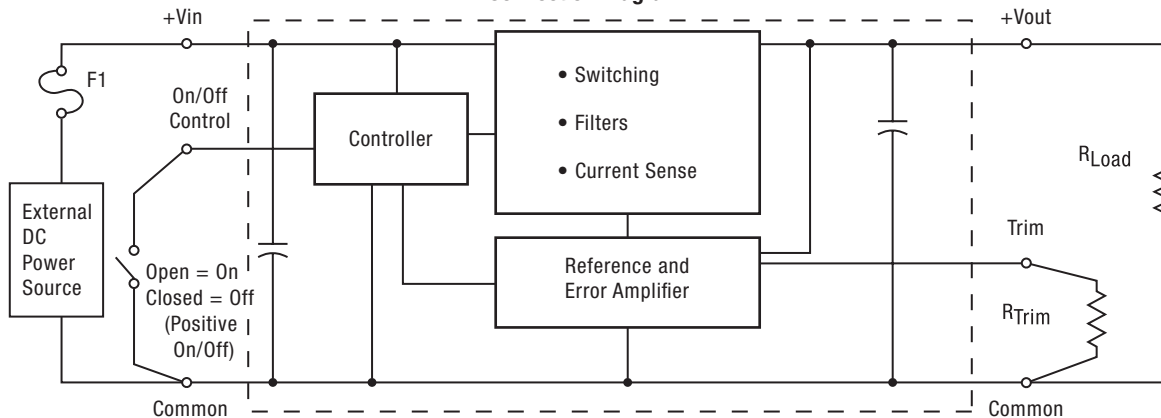 +Vin
+Vout
F1
On/Off
Control
• Switching
• Filters
• Current Sense
Controller
RLoad
External
DC
Power
Source
Open = On
Closed = Off
(Positive
On/Off)
Reference and
Error Amplifier
Trim
RTrim
Common
Common